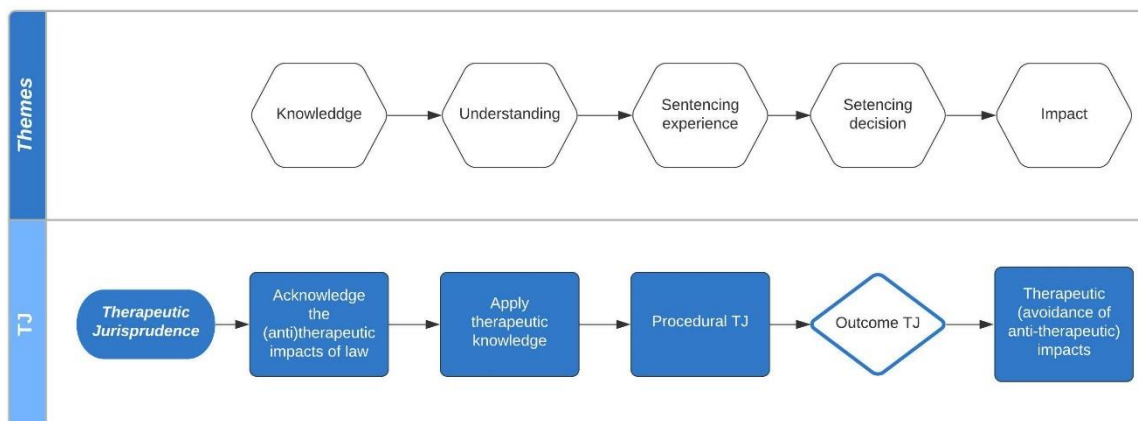 Themes
Knowleddge
Understanding
Sentencing
experience
Setencing
decision
Impact
TJ
Therapeutic
Jurisprudence
Acknowledge
the
(anti)therapeutic
impacts of law
Apply
therapeutic
knowledge
Procedural TJ
Outcome TJ
Therapeutic
(avoidance of
anti-therapeutic)
impacts